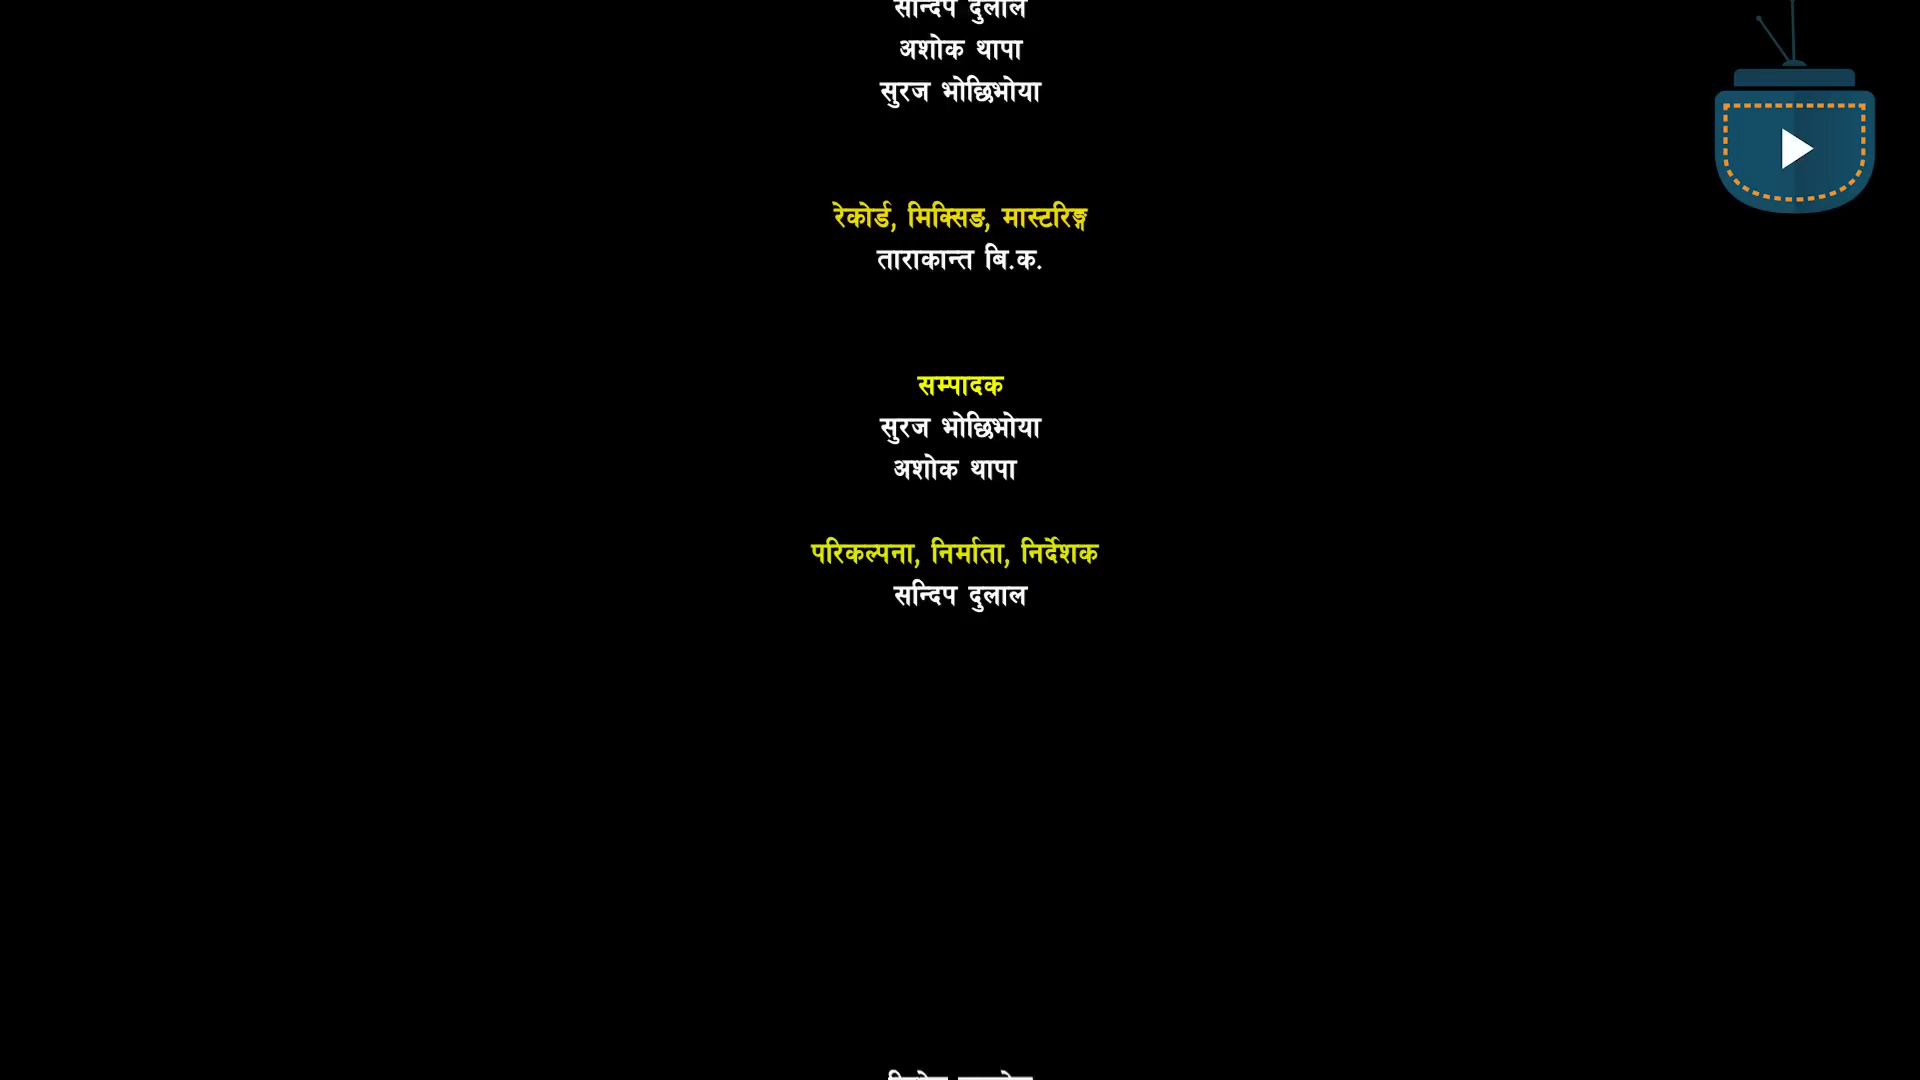 सन्दिप दुलाल
अशोक थापा
सुरज भोछिभोया
रेकोर्ड, मिक्सिङ, मास्टरिङ्ग
ताराकान्त बि.क.
सम्पादक
सुरज भोछिभोया
अशोक थापा
परिकल्पना, निर्माता, निर्देशक
सन्दिप दुलाल